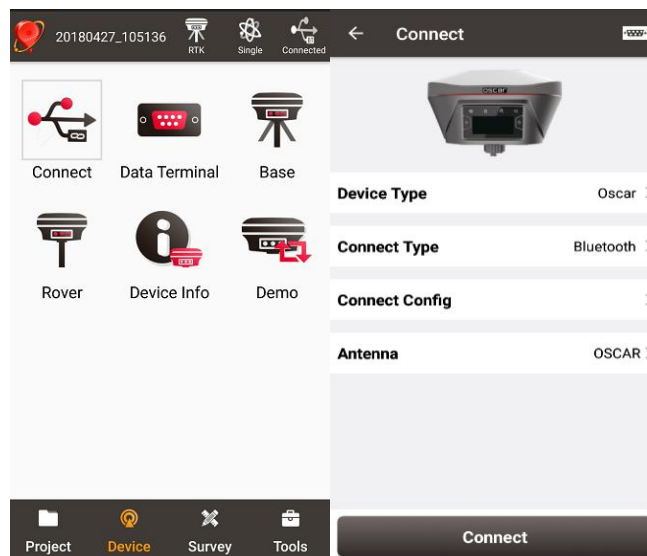 20180427_105136
RTK
Single
Connected
Connect
Data Terminal
Base
Rover
Device Info
Demo
Project
Device
Survey
Tools
Connect
OSCAR
Device Type
Oscar
Connect Type
Bluetooth
Connect Config
Antenna
OSCAR
Connect